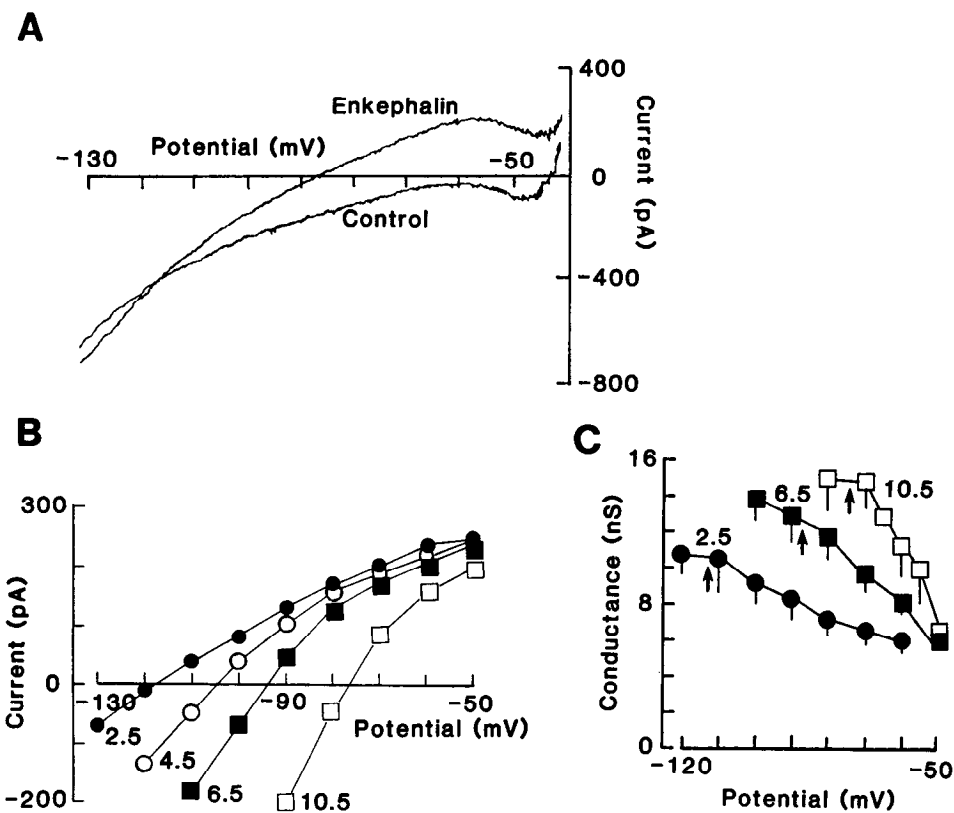 A
400
Enkephalin
Potential (mV)
-130
-50
0
Control
Current (pA)
-400
-800
B
300
Current (pA)
0
-130
-90
-50
Potential (mV)
2.5
4.5
6.5
10.5
-200
C
16
6.5
10.5
2.5
Conductance (nS)
8
0
-120
-50
Potential (mV)